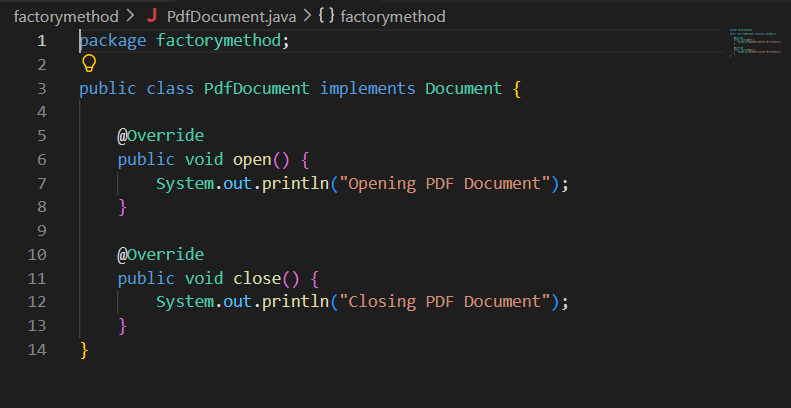 factorymethod > J PdfDocument.java > { } factorymethod
1 package factorymethod;
2
3 public class PdfDocument implements Document {
4
5 @Override
6 public void open() {
7 System.out.println("Opening PDF Document");
8 }
9
10 @Override
11 public void close() {
12 System.out.println("Closing PDF Document");
13 }
14 }